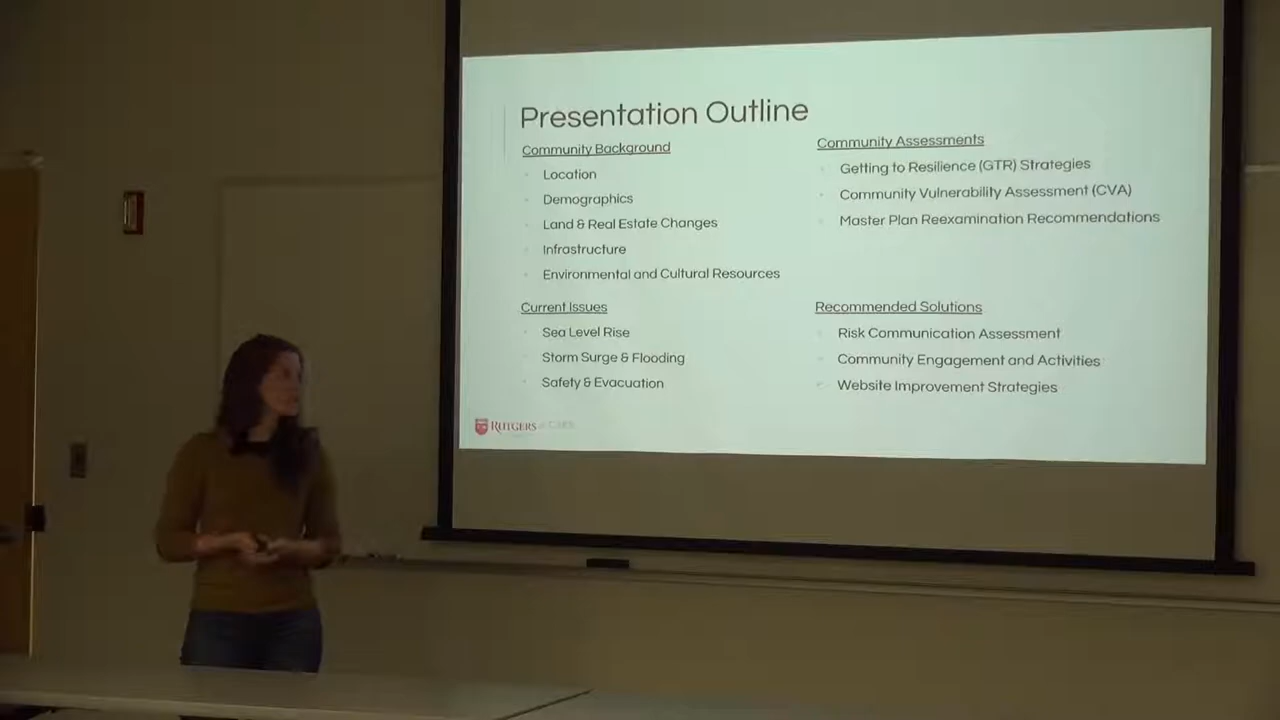 Presentation Outline
Community Background
Location
Demographics
Land & Real Estate Changes
Infrastructure
Environmental and Cultural Resources
Current Issues
Sea Level Rise
Storm Surge & Flooding
Safety & Evacuation
Community Assessments
Getting to Resilience (GTR) Strategies
Community Vulnerability Assessment (CVA)
Master Plan Reexamination Recommendations
Recommended Solutions
Risk Communication Assessment
Community Engagement and Activities
Website Improvement Strategies
RUTGERS